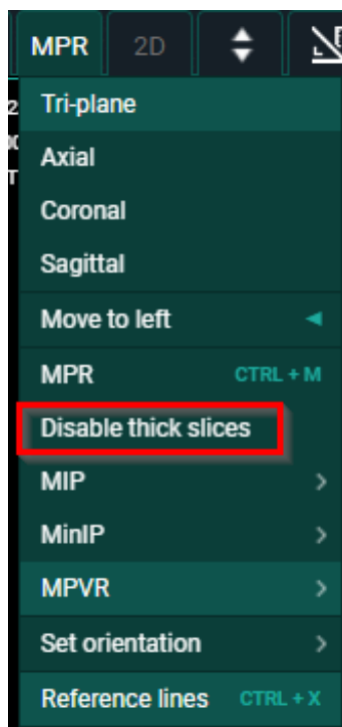 MPR 2D
2
Tri-plane
Axial
T
Coronal
Sagittal
Move to left
MPR CTRL + M
Disable thick slices
MIP
MinIP
MPVR
Set orientation
Reference lines CTRL + X